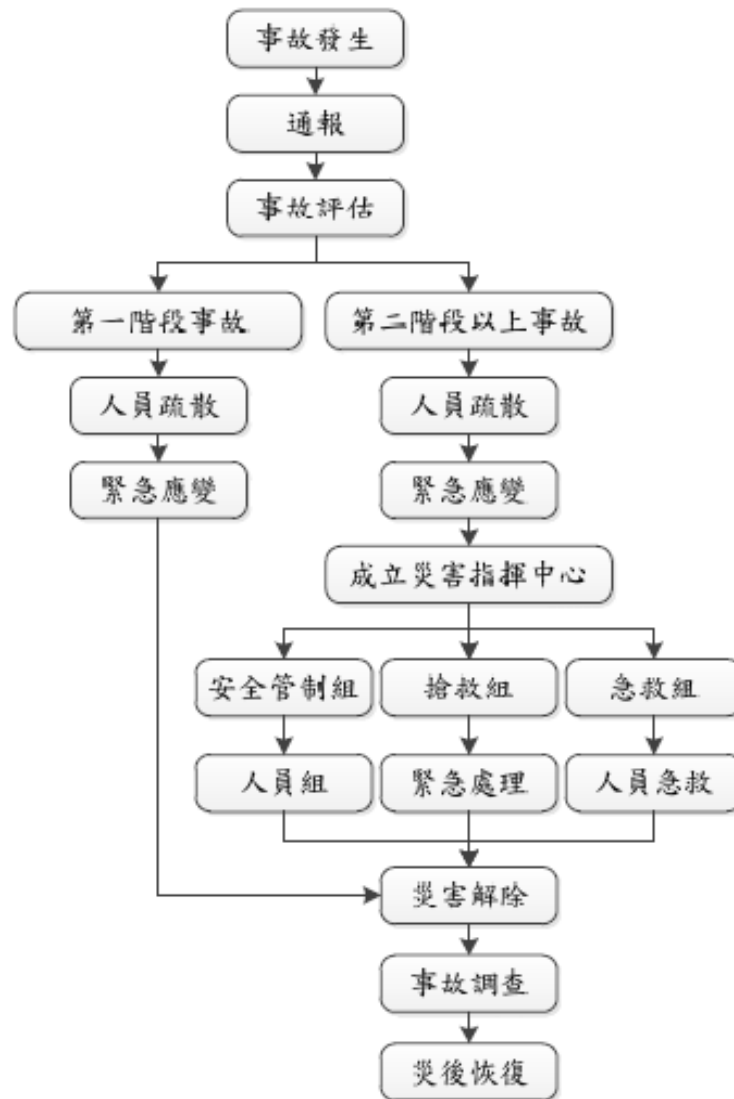 事故發生
通報
事故評估
第一階段事故
第二階段以上事故
人員疏散
人員疏散
緊急應變
緊急應變
成立災害指揮中心
安全管制組
搶救組
急救組
人員組
緊急處理
人員急救
災害解除
事故調查
災後恢復